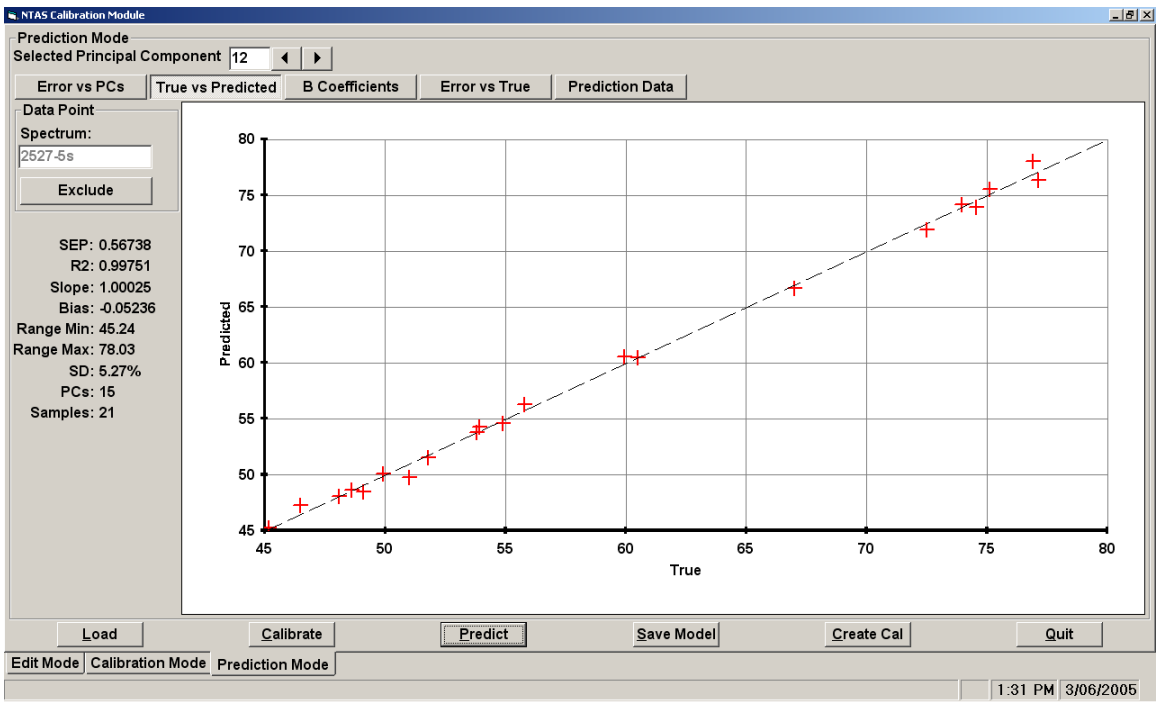 NTAS Calibration Module
Prediction Mode
Selected Principal Component 12
Error vs PCs True vs Predicted B Coefficients Error vs True Prediction Data
Data Point
Spectrum:
2527-5s
Exclude
SEP: 0.56738
R2: 0.99751
Slope: 1.00025
Bias: -0.05236
Range Min: 45.24
Range Max: 78.03
SD: 5.27%
PCs: 15
Samples: 21
80
75
70
65
60
55
50
45
Predicted
45 50 55 60 65 70 75 80
True
Load Calibrate Predict Save Model Create Cal Quit
Edit Mode Calibration Mode Prediction Mode
1:31 PM 3/06/2005